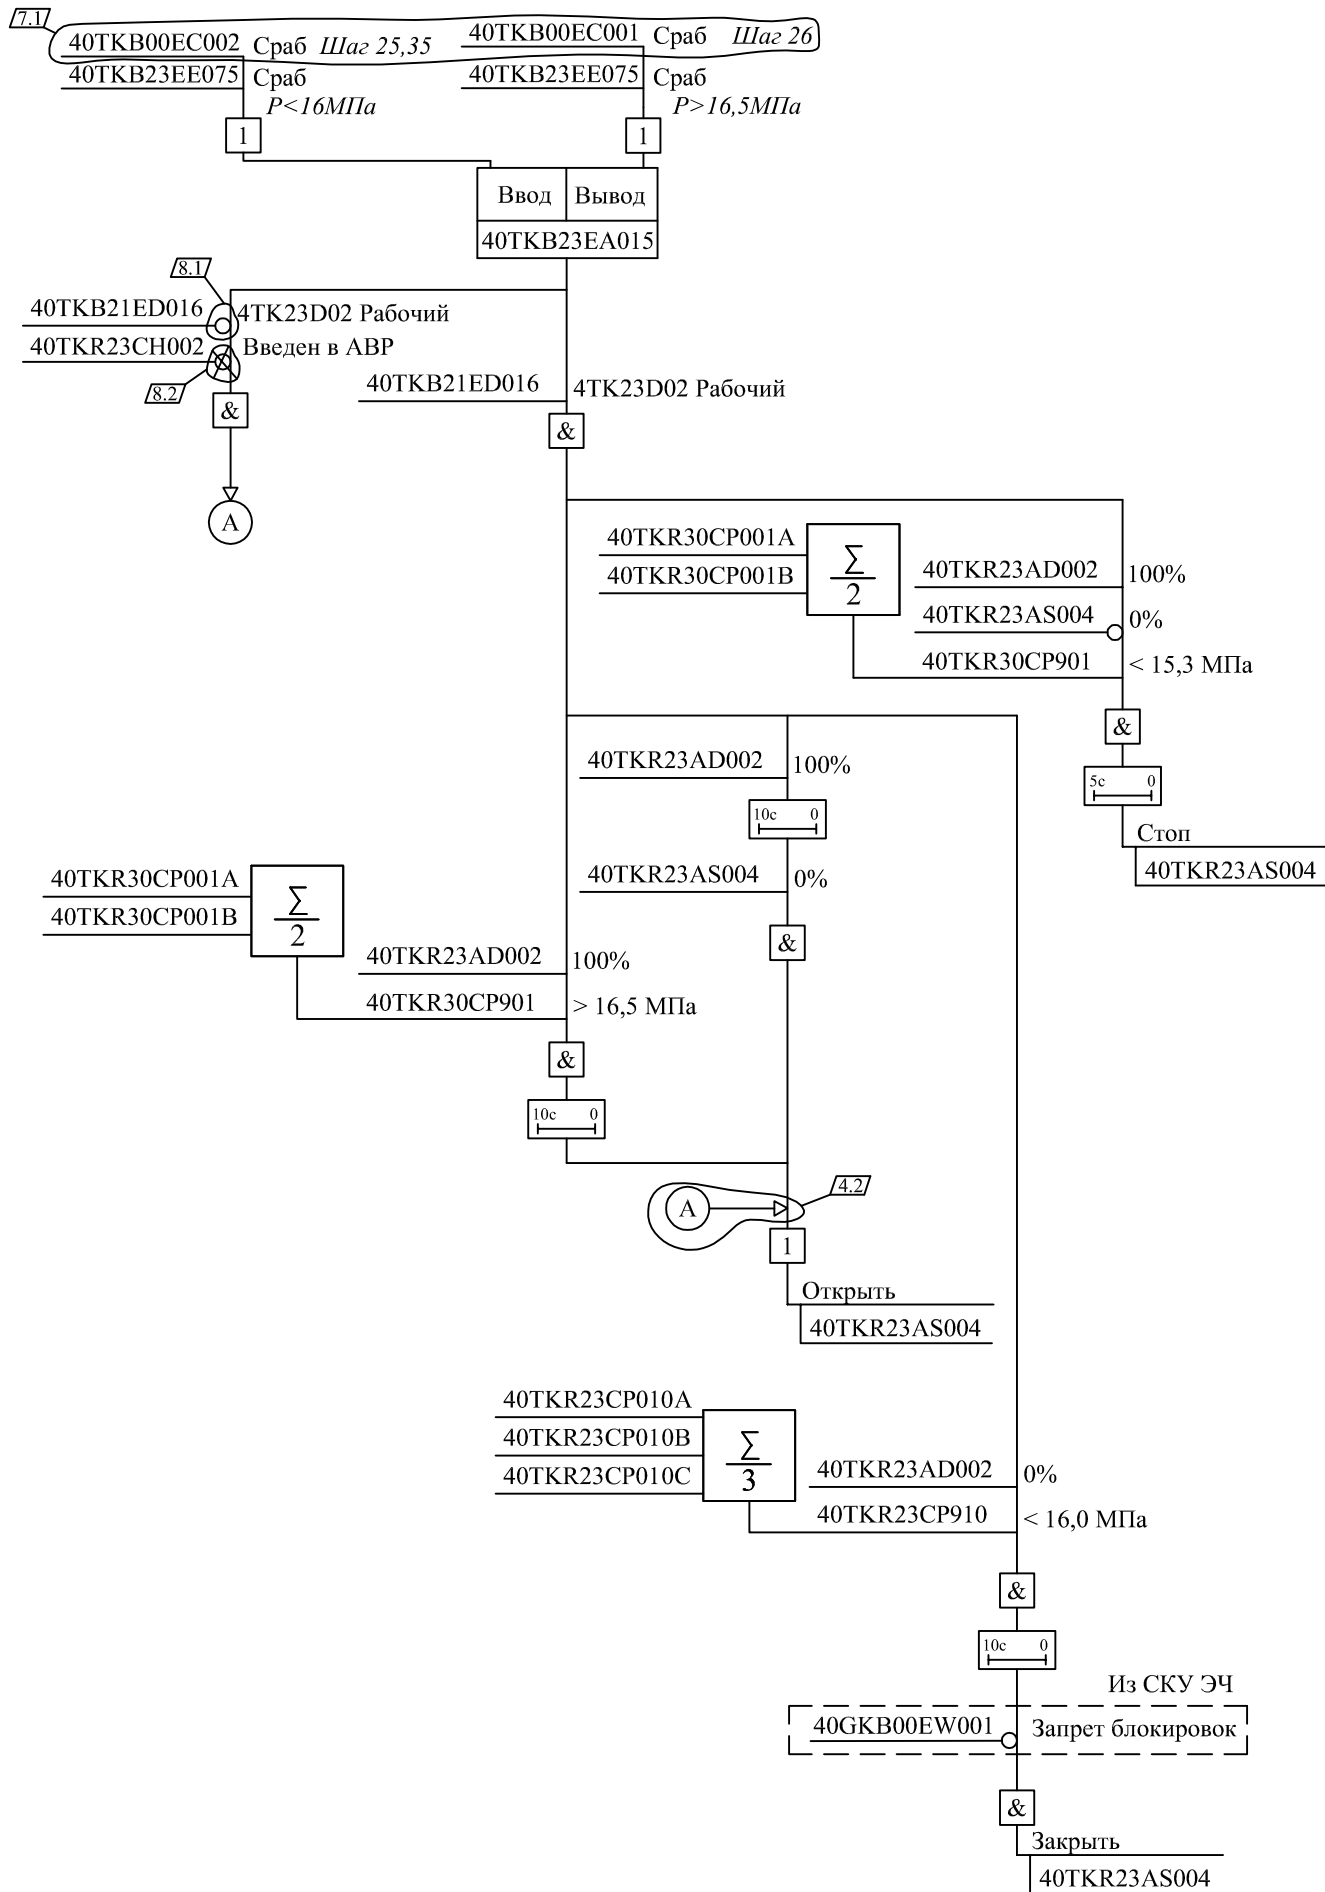 7.1
40TKB00EC002 Сраб Шаг 25,35
40TKB00EC001 Сраб Шаг 26
40TKB23EE075 Сраб
P<16МПа
40TKB23EE075 Сраб
P>16,5МПа
1
1
Ввод
Вывод
40TKB23EA015
8.1
40TKB21ED016 4TK23D02 Рабочий
40TKR23CH002 Введен в АВР
8.2
&
A
40TKB21ED016 4TK23D02 Рабочий
&
40TKR30CP001A
40TKR30CP001B
∑
2
40TKR23AD002 100%
40TKR23AS004 0%
40TKR30CP901 < 15,3 МПа
&
5с 0
Стоп
40TKR23AS004
40TKR23AD002 100%
10с 0
40TKR23AS004 0%
&
40TKR30CP001A
40TKR30CP001B
∑
2
40TKR23AD002 100%
40TKR30CP901 > 16,5 МПа
&
10с 0
A
4.2
1
Открыть
40TKR23AS004
40TKR23CP010A
40TKR23CP010B
40TKR23CP010C
∑
3
40TKR23AD002 0%
40TKR23CP910 < 16,0 МПа
&
10с 0
Из СКУ ЭЧ
40GKB00EW001 Запрет блокировок
&
Закрыть
40TKR23AS004